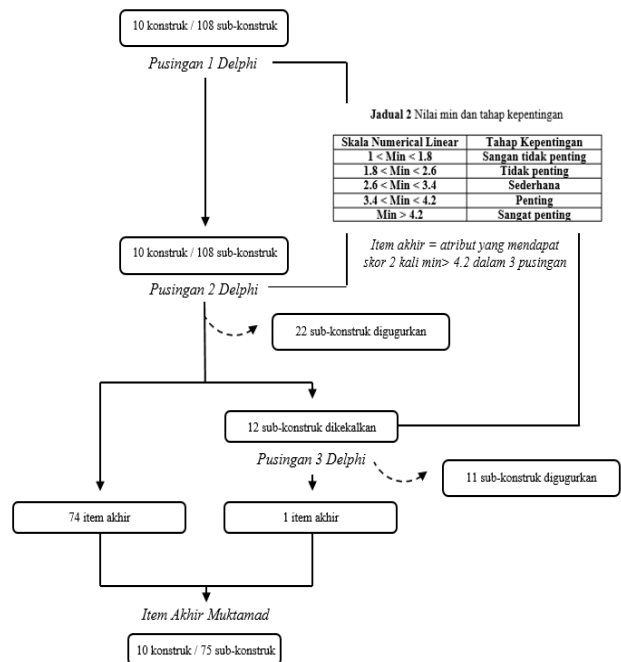 10 konstruk / 108 sub-konstruk
Pusingan 1 Delphi
Jadual 2 Nilai min dan tahap kepentingan
Skala Numerical Linear Tahap Kepentingan
1 < Min < 1.8 Sangan tidak penting
1.8 < Min < 2.6 Tidak penting
2.6 < Min < 3.4 Sederhana
3.4 < Min < 4.2 Penting
Min > 4.2 Sangat penting
Item akhir = atribut yang mendapat
skor 2 kali min> 4.2 dalam 3 pusingan
10 konstruk / 108 sub-konstruk
Pusingan 2 Delphi
22 sub-konstruk digugurkan
12 sub-konstruk dikekalkan
Pusingan 3 Delphi
11 sub-konstruk digugurkan
74 item akhir
1 item akhir
Item Akhir Muktamad
10 konstruk / 75 sub-konstruk